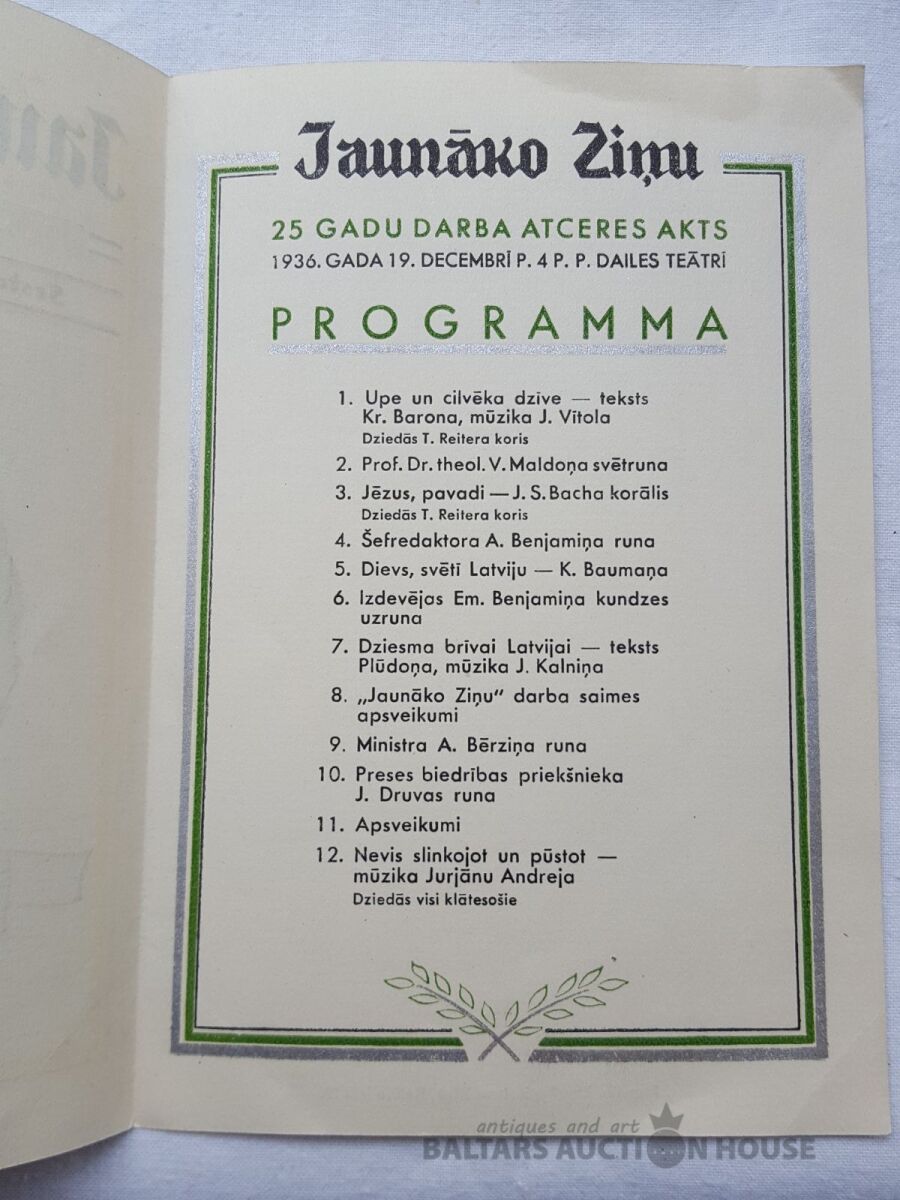 Jaunāko Ziņu
25 GADU DARBA ATCERES AKTS
1936. GADA 19. DECEMBRĪ P. 4 P. P. DAILES TEĀTRĪ
PROGRAMMA
1. Upe un cilvēka dzīve — teksts
Kr. Barona, mūzika J. Vītola
Dziedās T. Reitera koris
2. Prof. Dr. theol. V. Maldoņa svētruna
3. Jēzus, pavadi — J. S. Bacha korālis
Dziedās T. Reitera koris
4. Šefredaktora A. Benjamiņa runa
5. Dievs, svētī Latviju — K. Baumaņa
6. Izdevējas Em. Benjamiņa kundzes
uzruna
7. Dziesma brīvai Latvijai — teksts
Plūdoņa, mūzika J. Kalniņa
8. „Jaunāko Ziņu“ darba saimes
apsveikumi
9. Ministra A. Bērziņa runa
10. Preses biedrības priekšnieka
J. Druvas runa
11. Apsveikumi
12. Nevis slinkojot un pūstot —
mūzika Jurjānu Andreja
Dziedās visi klātesošie
antiques and art
BALTARS AUCTION HOUSE